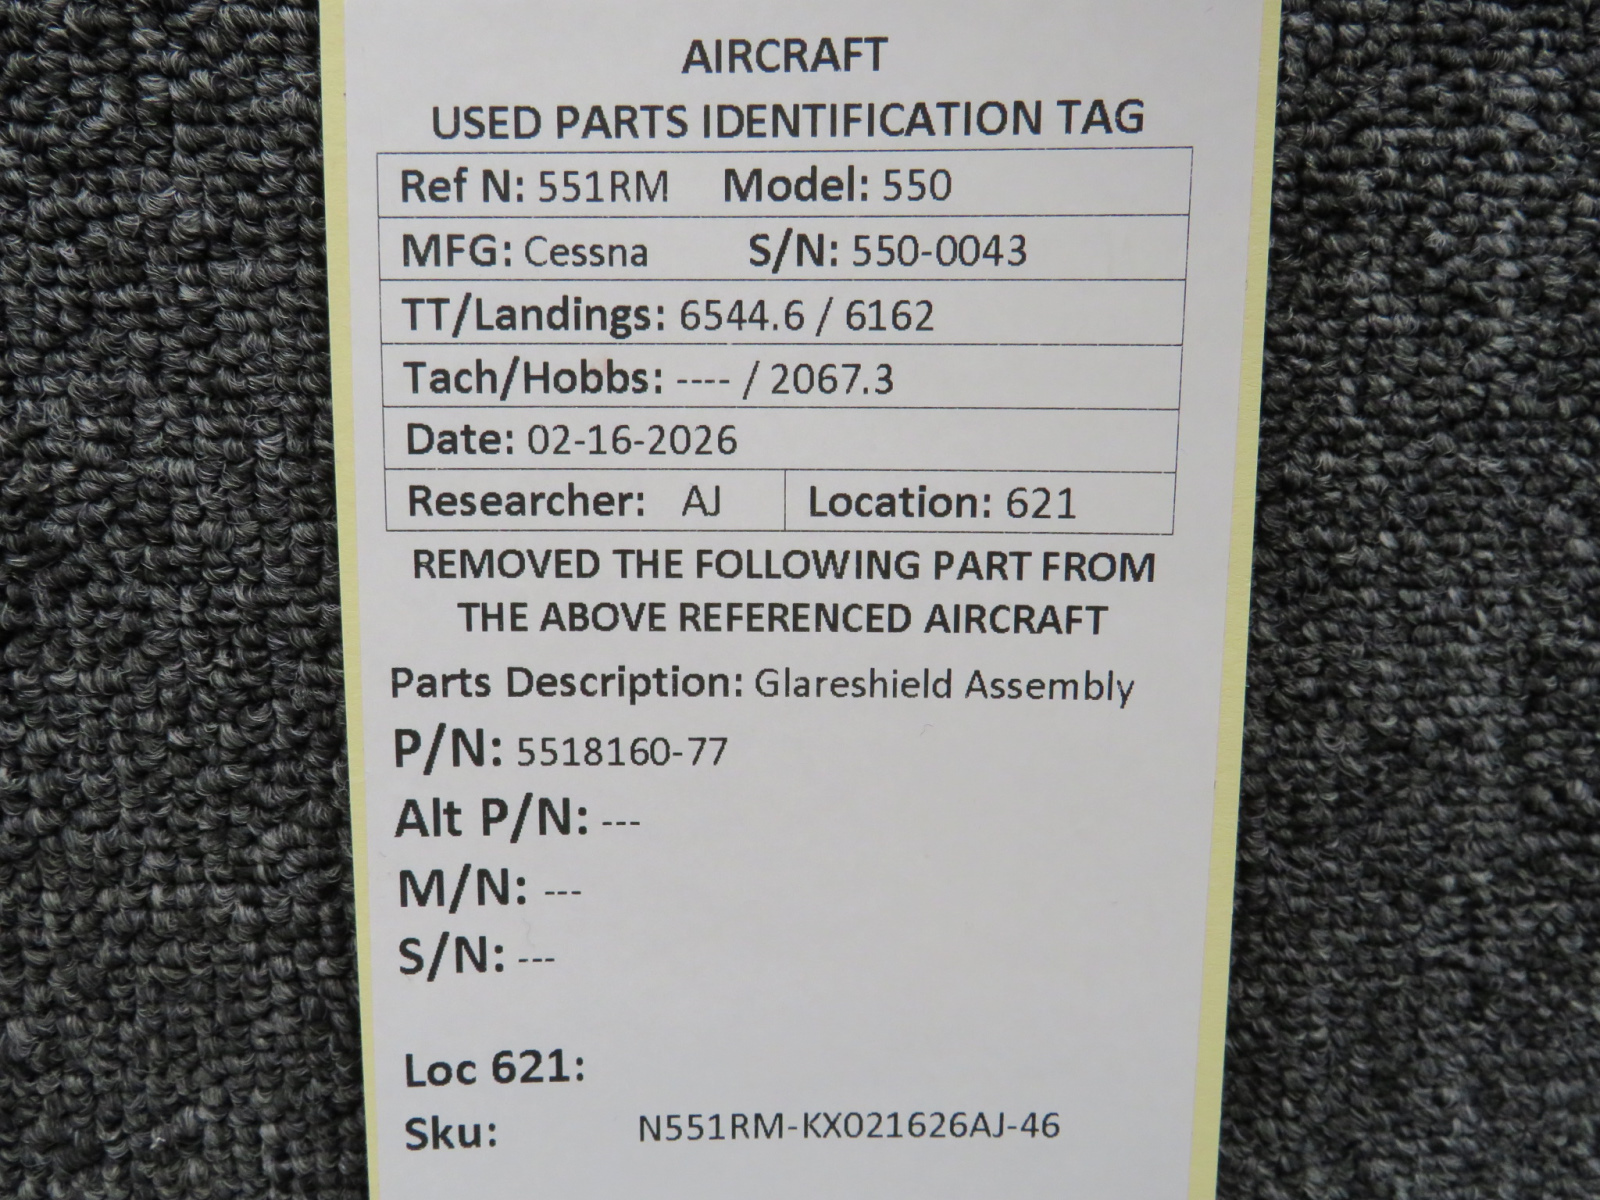 AIRCRAFT
USED PARTS IDENTIFICATION TAG
Ref N: 551RM Model: 550
MFG: Cessna S/N: 550-0043
TT/Landings: 6544.6 / 6162
Tach/Hobbs: ---- / 2067.3
Date: 02-16-2026
Researcher: AJ Location: 621
REMOVED THE FOLLOWING PART FROM
THE ABOVE REFERENCED AIRCRAFT
Parts Description: Glareshield Assembly
P/N: 5518160-77
Alt P/N: ---
M/N: ---
S/N: ---
Loc 621:
Sku: N551RM-KX021626AJ-46